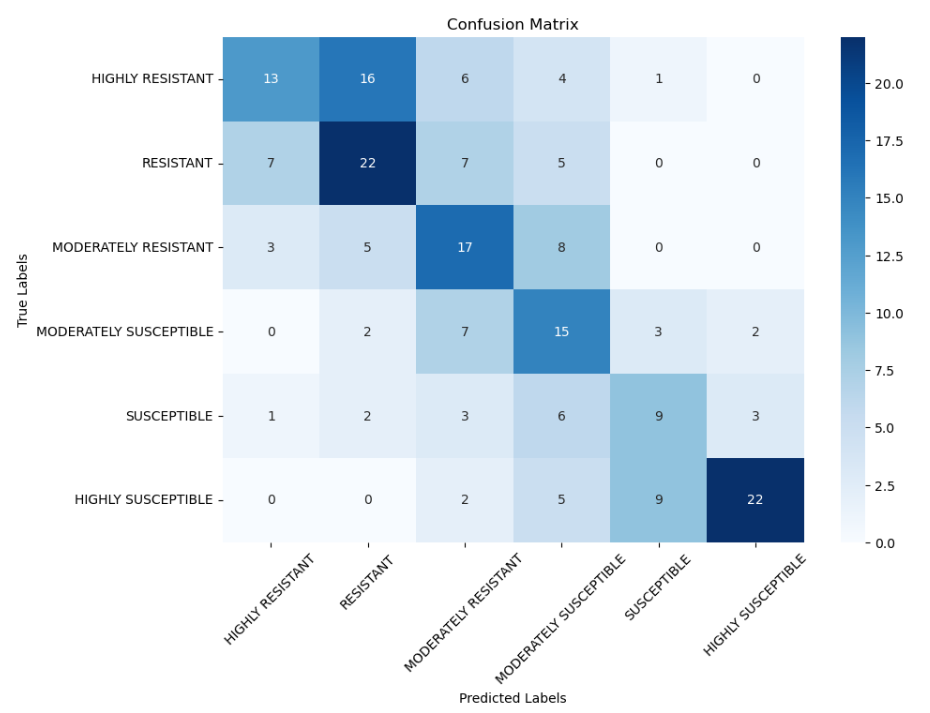 Confusion Matrix
True Labels
HIGHLY RESISTANT 13 16 6 4 1 0
RESISTANT 7 22 7 5 0 0
MODERATELY RESISTANT 3 5 17 8 0 0
MODERATELY SUSCEPTIBLE 0 2 7 15 3 2
SUSCEPTIBLE 1 2 3 6 9 3
HIGHLY SUSCEPTIBLE 0 0 2 5 9 22
HIGHLY RESISTANT
RESISTANT
MODERATELY RESISTANT
MODERATELY SUSCEPTIBLE
SUSCEPTIBLE
HIGHLY SUSCEPTIBLE
Predicted Labels
20.0
17.5
15.0
12.5
10.0
7.5
5.0
2.5
0.0